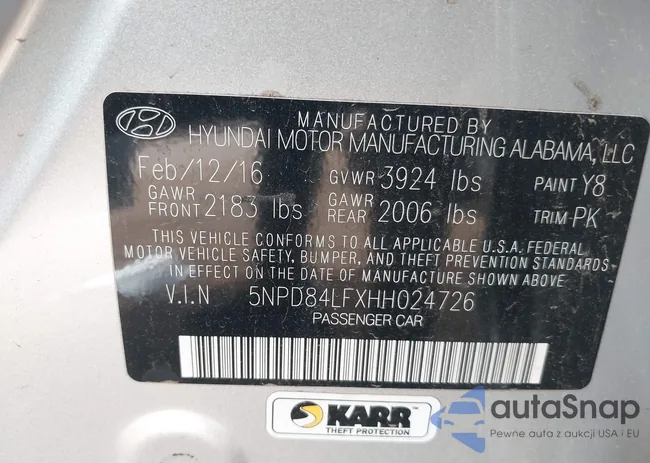 MANUFACTURED BY
HYUNDAI MOTOR MANUFACTURING ALABAMA, LLC
Feb/12/16 GVWR 3924 lbs PAINT Y8
GAWR FRONT 2183 lbs GAWR REAR 2006 lbs TRIM PK
THIS VEHICLE CONFORMS TO ALL APPLICABLE U.S.A. FEDERAL
MOTOR VEHICLE SAFETY, BUMPER, AND THEFT PREVENTION STANDARDS
IN EFFECT ON THE DATE OF MANUFACTURE SHOWN ABOVE
V.I.N 5NPD84LFXHH024726
PASSENGER CAR
KARR
THEFT PROTECTION
autaSnap
Pewne auta z aukcji USA i EU